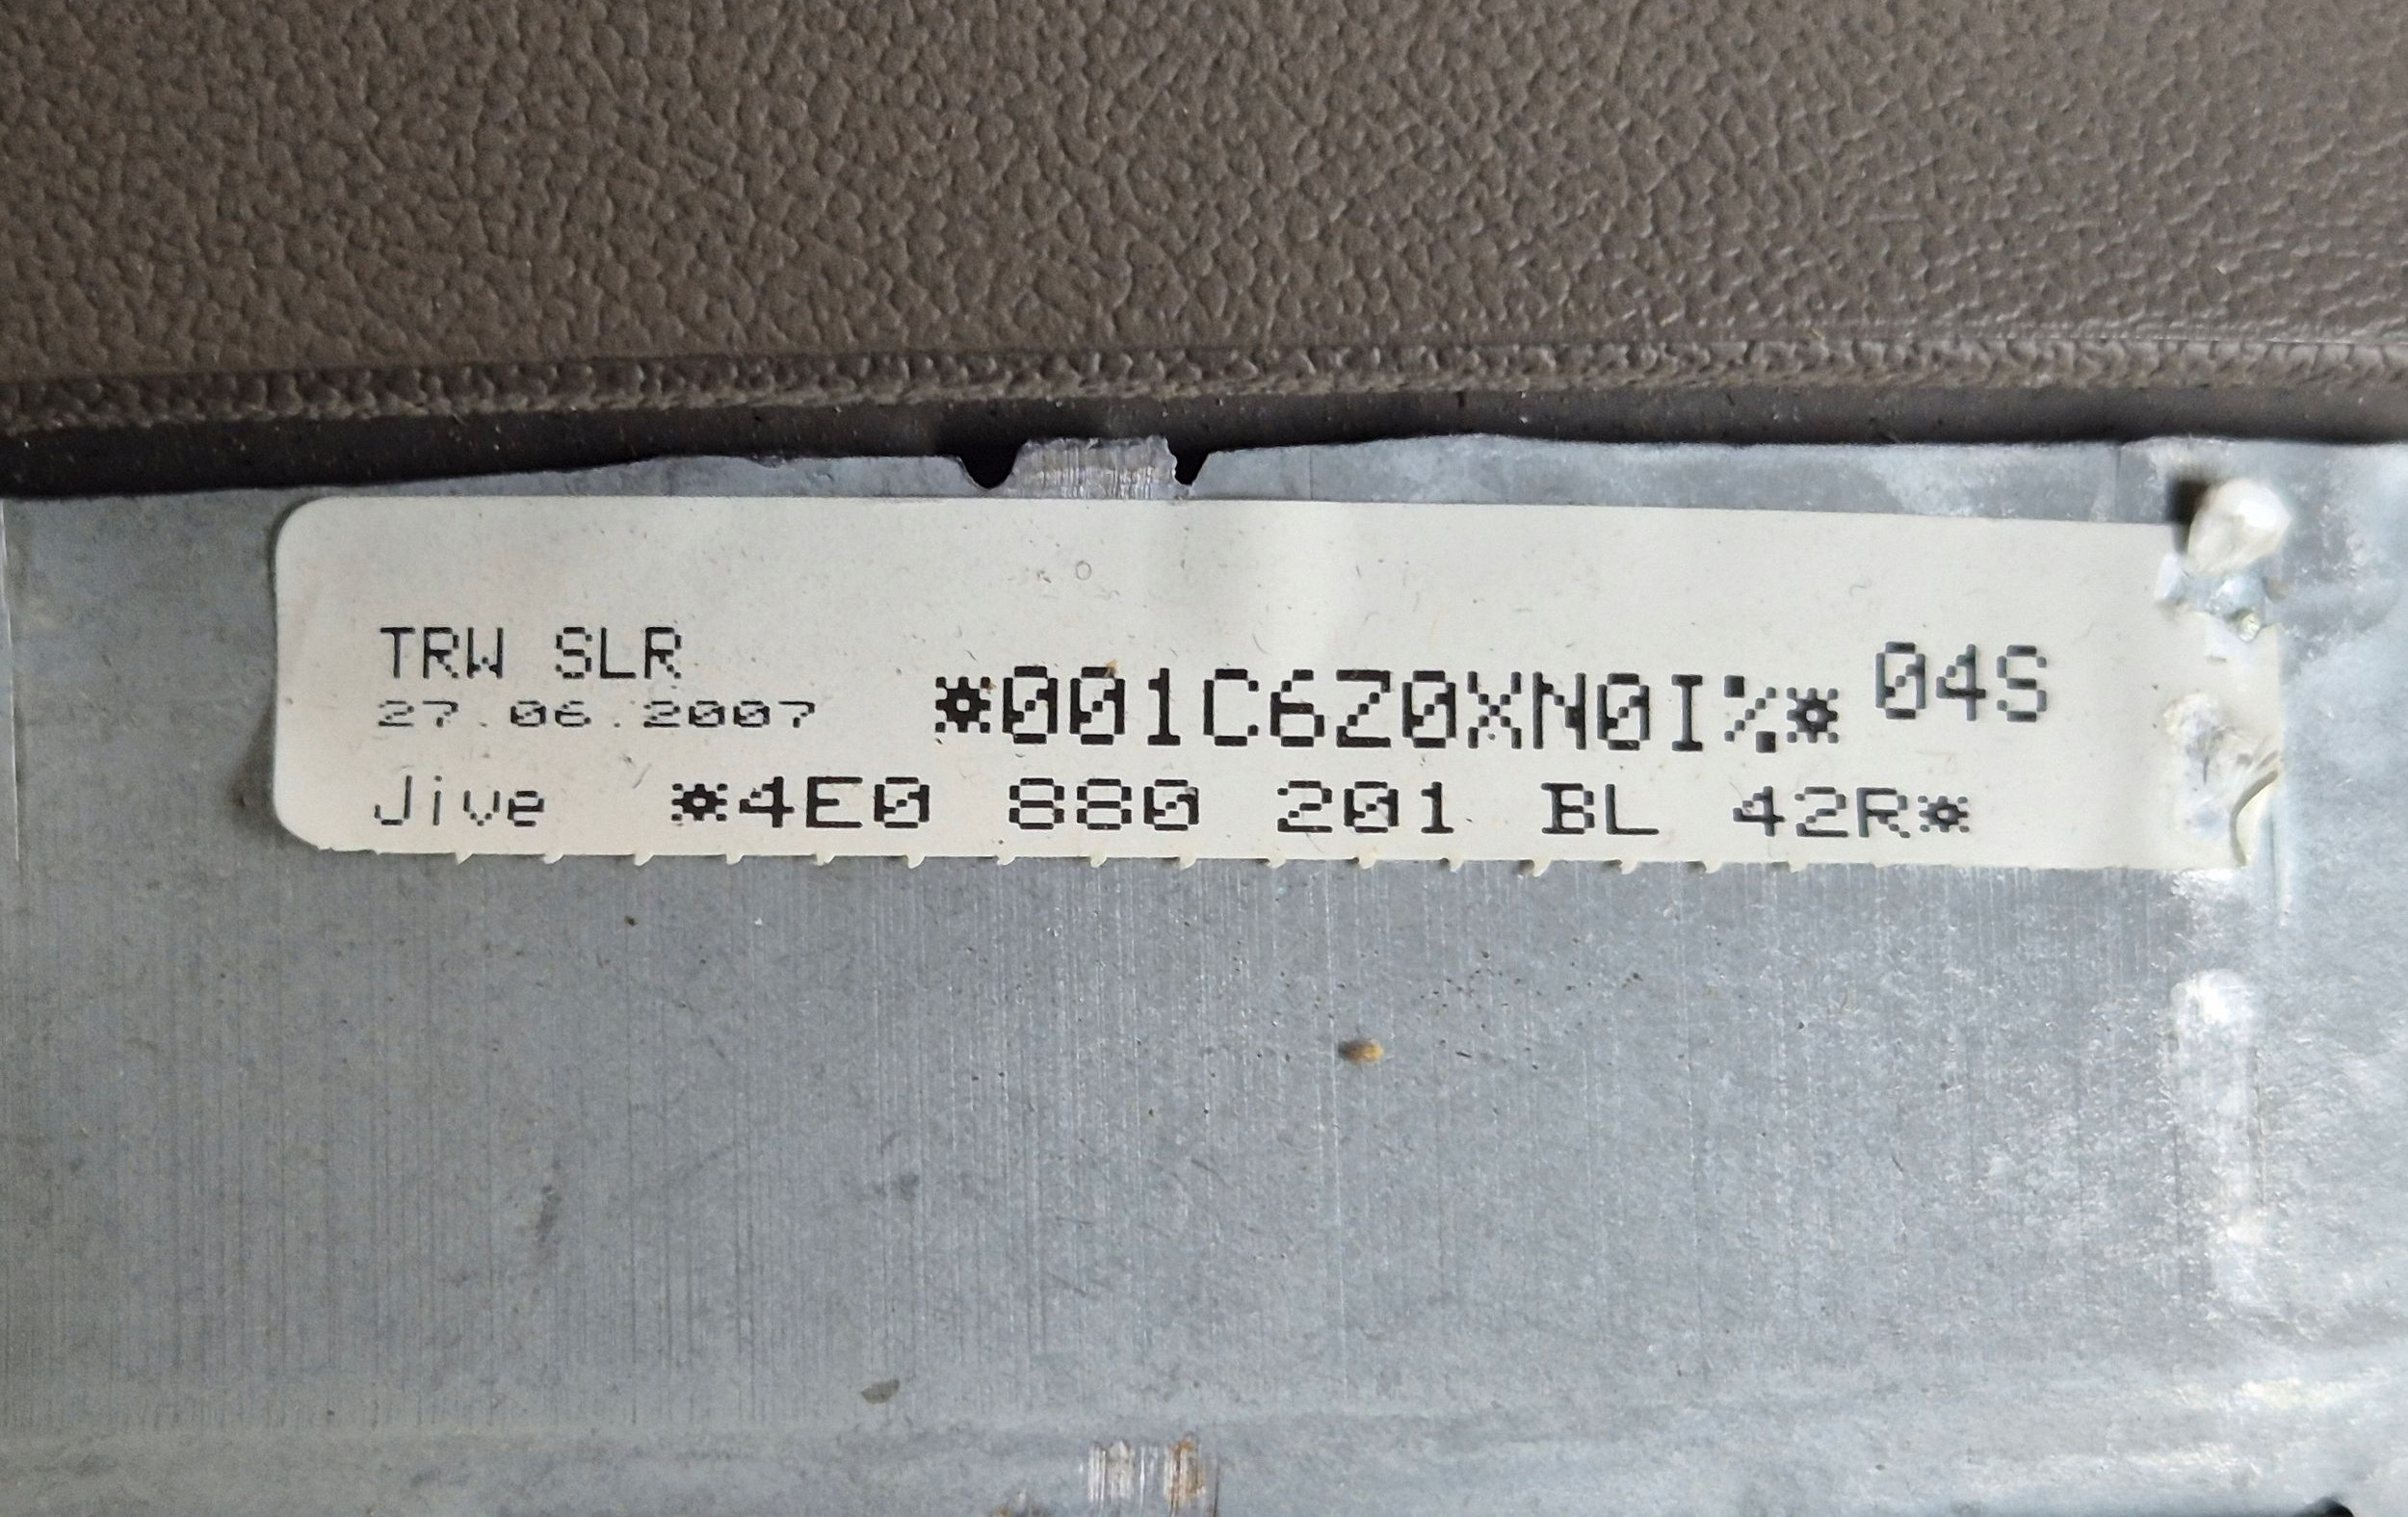 TRW SLR
27.06.2007
*001C6Z0XN0I%* 04S
Jive *4E0 880 201 BL 42R*